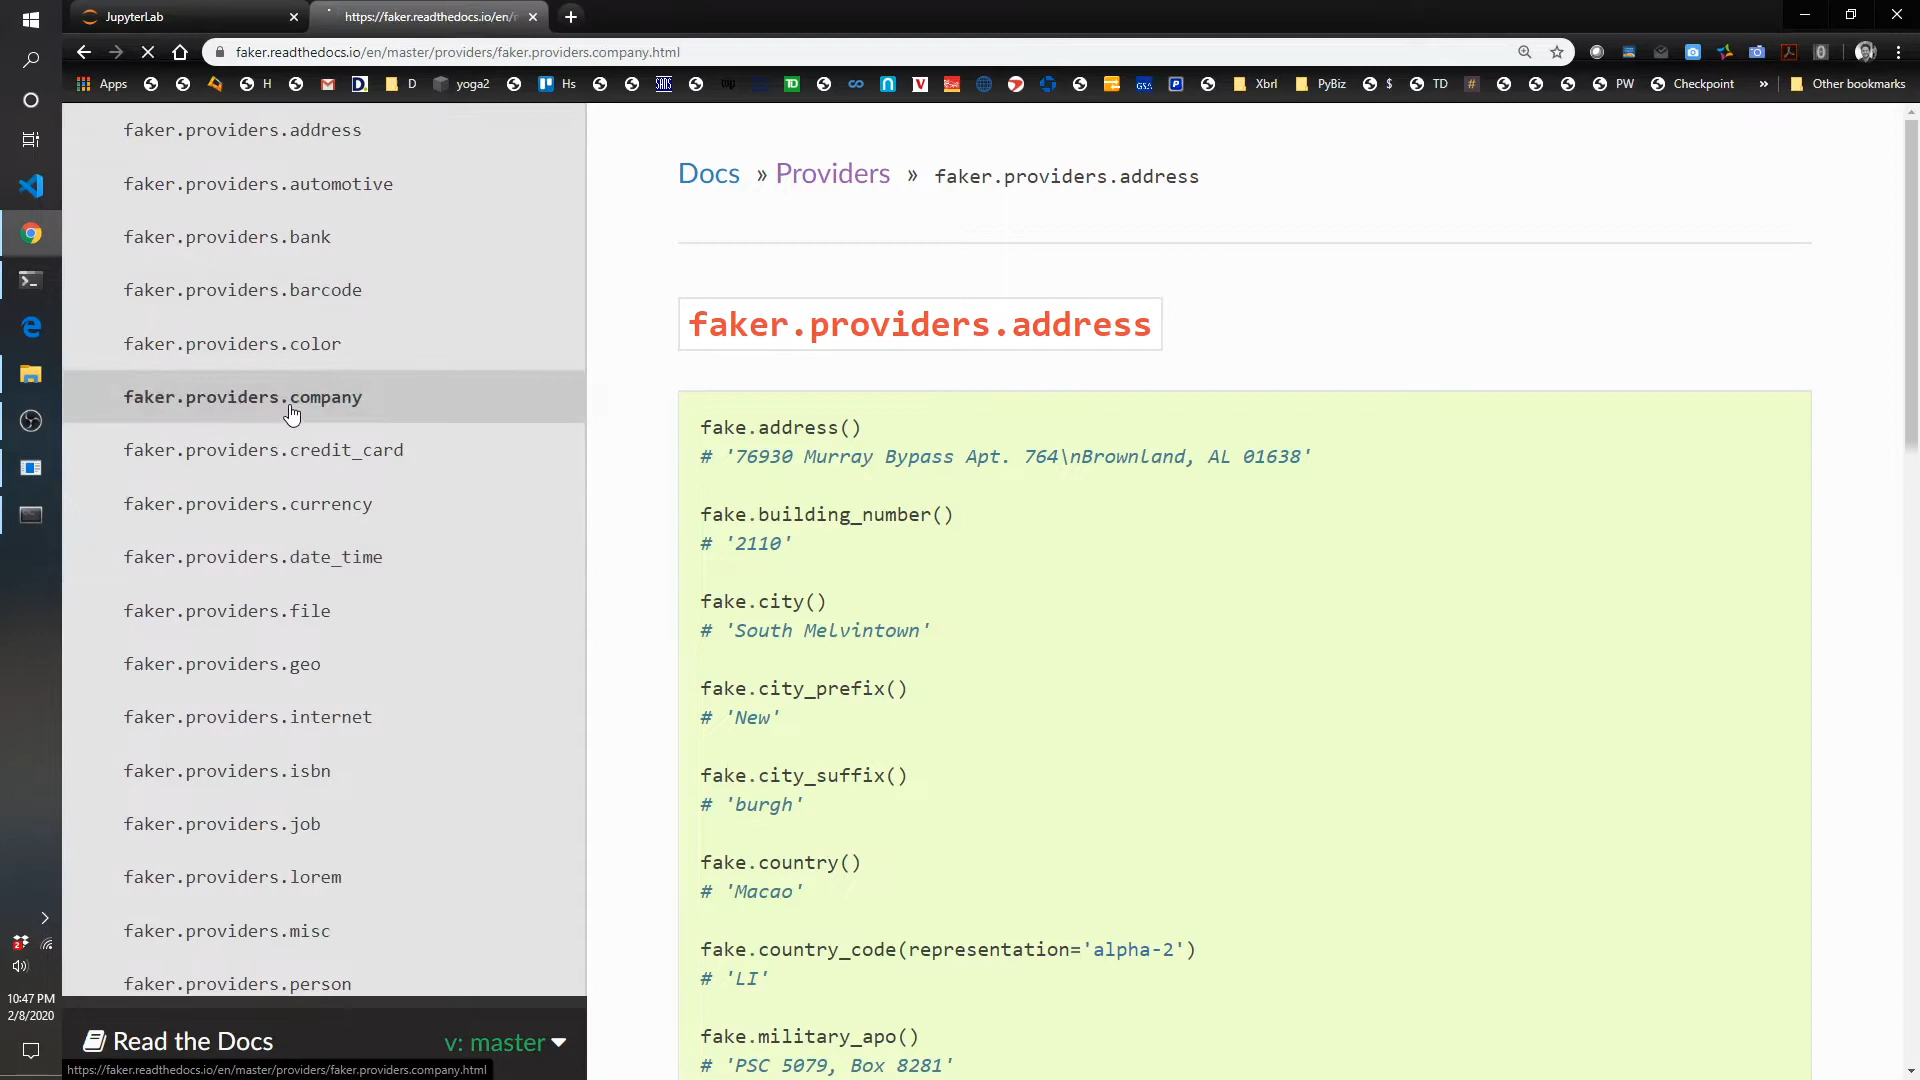 JupyterLab
https://faker.readthedocs.io/en/
faker.readthedocs.io/en/master/providers/faker.providers.company.html
Apps
H
D
yoga2
Hs
Xbrl
PyBiz
$
TD
PW
Checkpoint
»
Other bookmarks
faker.providers.address
faker.providers.automotive
faker.providers.bank
faker.providers.barcode
faker.providers.color
faker.providers.company
faker.providers.credit_card
faker.providers.currency
faker.providers.date_time
faker.providers.file
faker.providers.geo
faker.providers.internet
faker.providers.isbn
faker.providers.job
faker.providers.lorem
faker.providers.misc
faker.providers.person
Read the Docs
v: master
https://faker.readthedocs.io/en/master/providers/faker.providers.company.html
Docs » Providers » faker.providers.address
faker.providers.address
fake.address()
# '76930 Murray Bypass Apt. 764\nBrownland, AL 01638'
fake.building_number()
# '2110'
fake.city()
# 'South Melvintown'
fake.city_prefix()
# 'New'
fake.city_suffix()
# 'burgh'
fake.country()
# 'Macao'
fake.country_code(representation='alpha-2')
# 'LI'
fake.military_apo()
# 'PSC 5079, Box 8281'
10:47 PM
2/8/2020